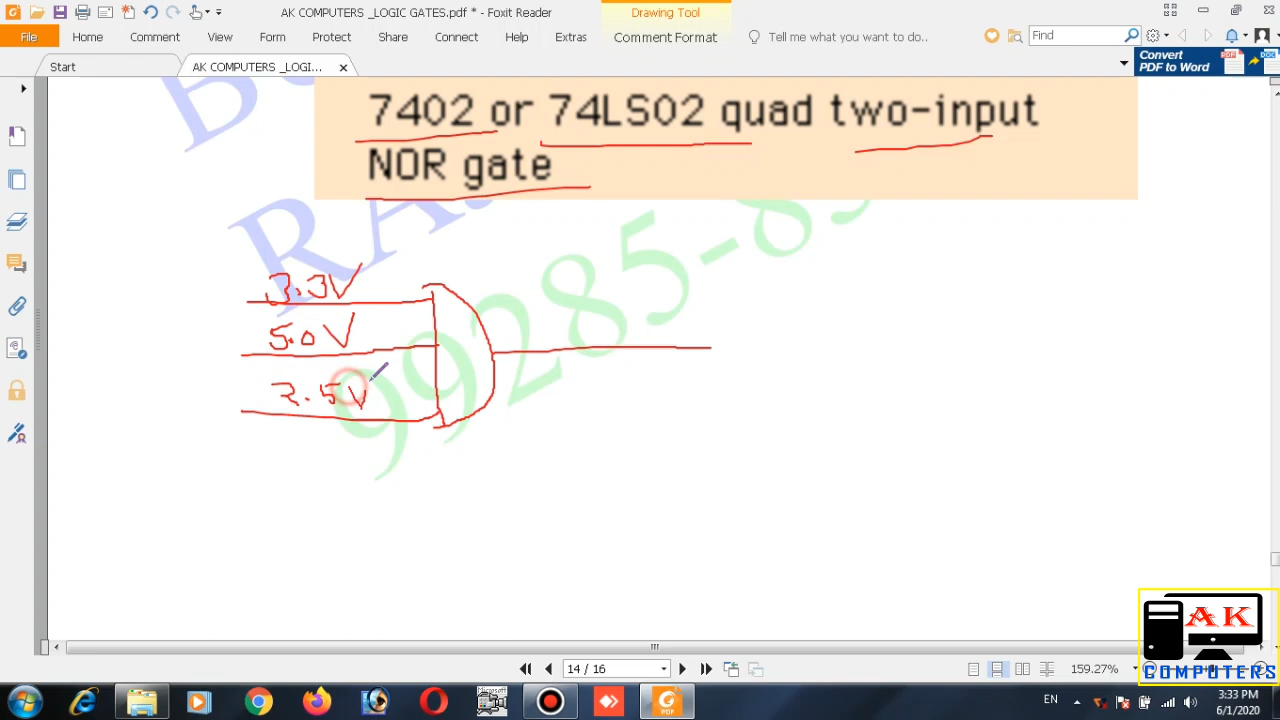 AK COMPUTERS _LOGIC GATES.pdf * - Foxit Reader
Drawing Tool
File Home Comment View Form Protect Share Connect Help Extras Comment Format Tell me what you want to do.. Find
Start
AK COMPUTERS _LOGI...
Convert
PDF to Word
7402 or 74LS02 quad two-input
NOR gate
99285-8
3.3V
5.0V
2.5V
AK
COMPUTERS
14 / 16
159.27%
EN
3:33 PM
6/1/2020